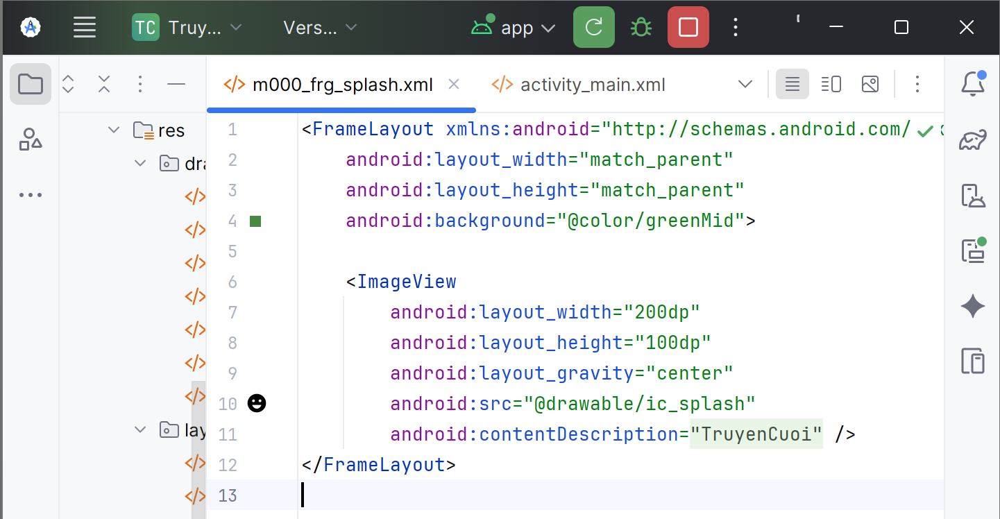 TC Truy... Vers... app
m000_frg_splash.xml activity_main.xml
res
1 <FrameLayout xmlns:android="http://schemas.android.com/
2 android:layout_width="match_parent"
dra
3 android:layout_height="match_parent"
4 android:background="@color/greenMid">
5
6 <ImageView
7 android:layout_width="200dp"
8 android:layout_height="100dp"
9 android:layout_gravity="center"
10 android:src="@drawable/ic_splash"
lay
11 android:contentDescription="TruyenCuoi" />
12 </FrameLayout>
13